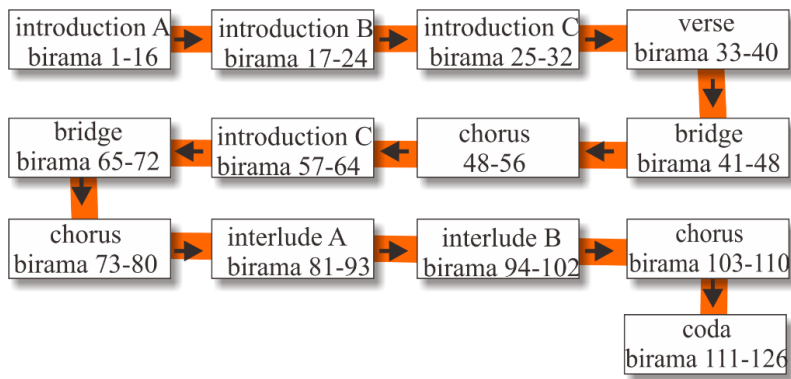 introduction A
birama 1-16
introduction B
birama 17-24
introduction C
birama 25-32
verse
birama 33-40
bridge
birama 41-48
chorus
48-56
introduction C
birama 57-64
bridge
birama 65-72
chorus
birama 73-80
interlude A
birama 81-93
interlude B
birama 94-102
chorus
birama 103-110
coda
birama 111-126